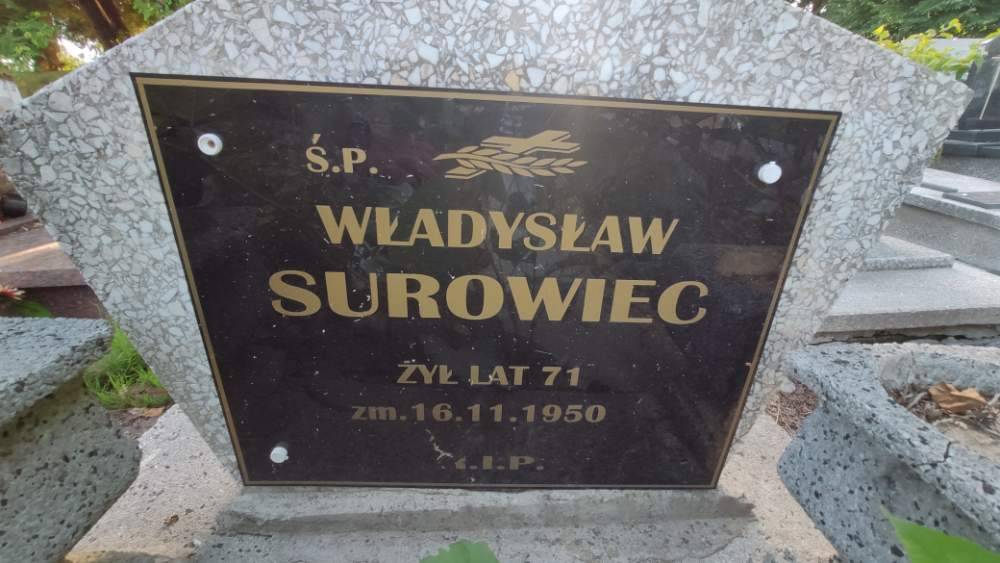 Ś.P.
WŁADYSŁAW
SUROWIEC
ŻYŁ LAT 71
zm.16.11.1950
.I.P.